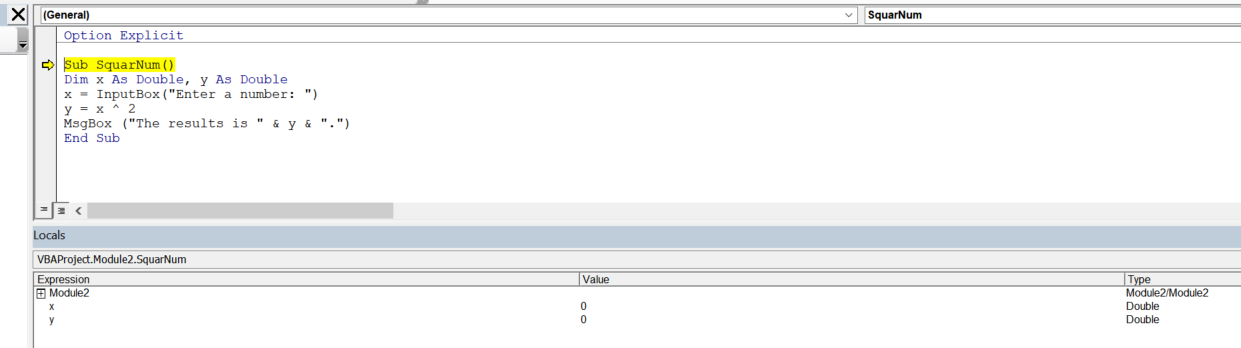 (General)
SquarNum
Option Explicit
Sub SquarNum()
Dim x As Double, y As Double
x = InputBox("Enter a number: ")
y = x ^ 2
MsgBox ("The results is " & y & ".")
End Sub
Locals
VBAProject.Module2.SquarNum
Expression Value Type
Module2 Module2/Module2
x 0 Double
y 0 Double